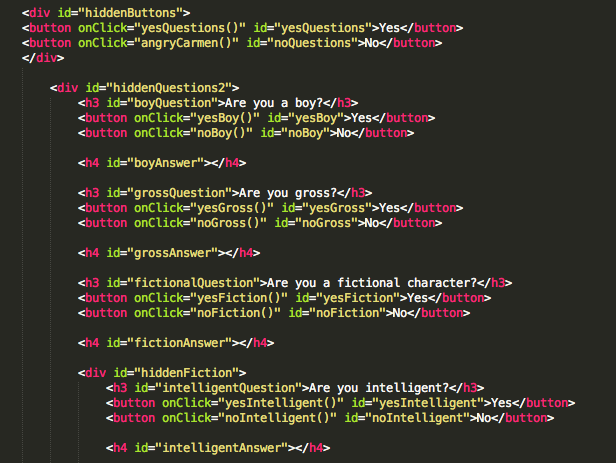 <div id="hiddenButtons">
<button onClick="yesQuestions()" id="yesQuestions">Yes</button>
<button onClick="angryCarmen()" id="noQuestions">No</button>
</div>
<div id="hiddenQuestions2">
<h3 id="boyQuestion">Are you a boy?</h3>
<button onClick="yesBoy()" id="yesBoy">Yes</button>
<button onClick="noBoy()" id="noBoy">No</button>
<h4 id="boyAnswer"></h4>
<h3 id="grossQuestion">Are you gross?</h3>
<button onClick="yesGross()" id="yesGross">Yes</button>
<button onClick="noGross()" id="noGross">No</button>
<h4 id="grossAnswer"></h4>
<h3 id="fictionalQuestion">Are you a fictional character?</h3>
<button onClick="yesFiction()" id="yesFiction">Yes</button>
<button onClick="noFiction()" id="noFiction">No</button>
<h4 id="fictionAnswer"></h4>
<div id="hiddenFiction">
<h3 id="intelligentQuestion">Are you intelligent?</h3>
<button onClick="yesIntelligent()" id="yesIntelligent">Yes</button>
<button onClick="noIntelligent()" id="noIntelligent">No</button>
<h4 id="intelligentAnswer"></h4>